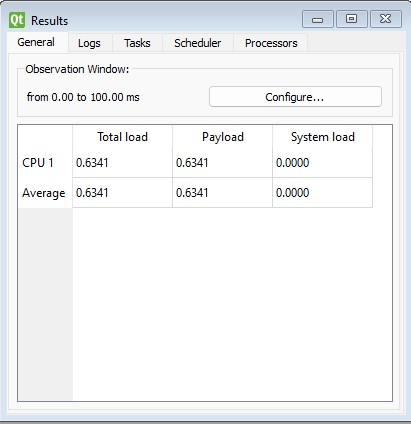 Qt Results
General Logs Tasks Scheduler Processors
Observation Window:
from 0.00 to 100.00 ms Configure...
Total load Payload System load
CPU 1 0.6341 0.6341 0.0000
Average 0.6341 0.6341 0.0000